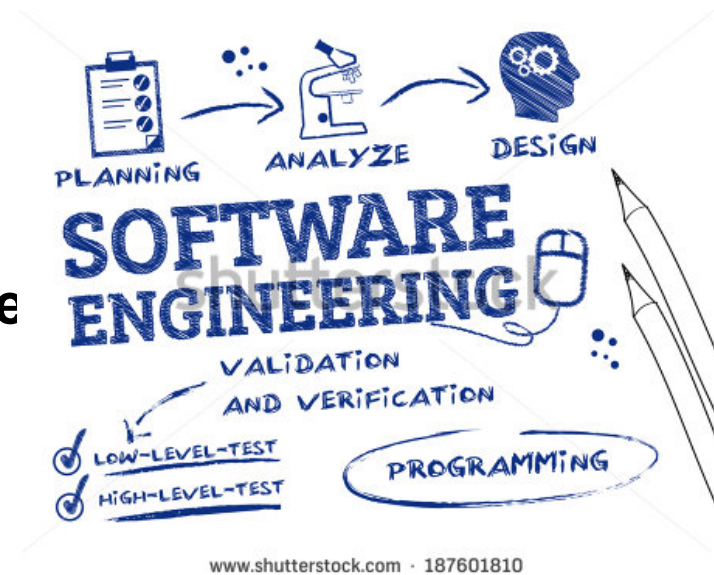 PLANNiNG
ANALYZE
DESiGN
SOFTWARE
ENGINEERING
shutterstock
e
VALiDATiON
AND VERiFiCATiON
LOW-LEVEL-TEST
HiGH-LEVEL-TEST
PROGRAMMiNG
www.shutterstock.com · 187601810